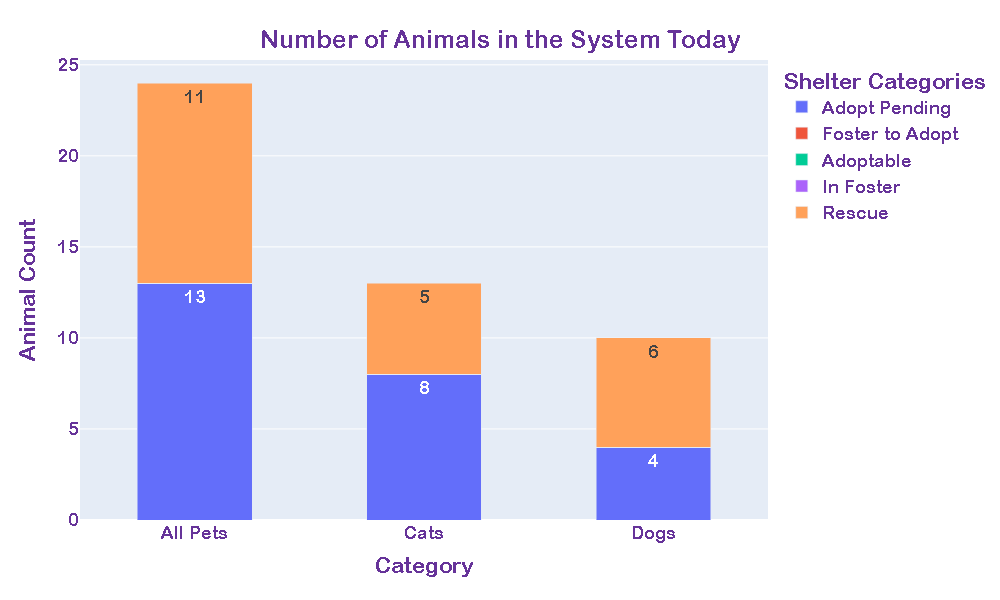 Number of Animals in the System Today
Animal Count
25
20
15
10
5
0
11
13
5
8
6
4
All Pets
Cats
Dogs
Category
Shelter Categories
Adopt Pending
Foster to Adopt
Adoptable
In Foster
Rescue